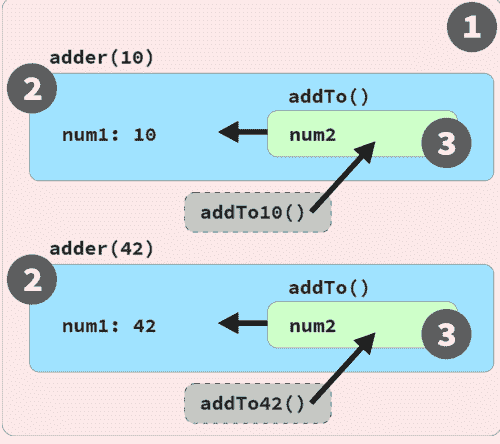 1
adder(10)
2
addTo()
num1: 10
num2
3
addTo10()
adder(42)
2
addTo()
num1: 42
num2
3
addTo42()